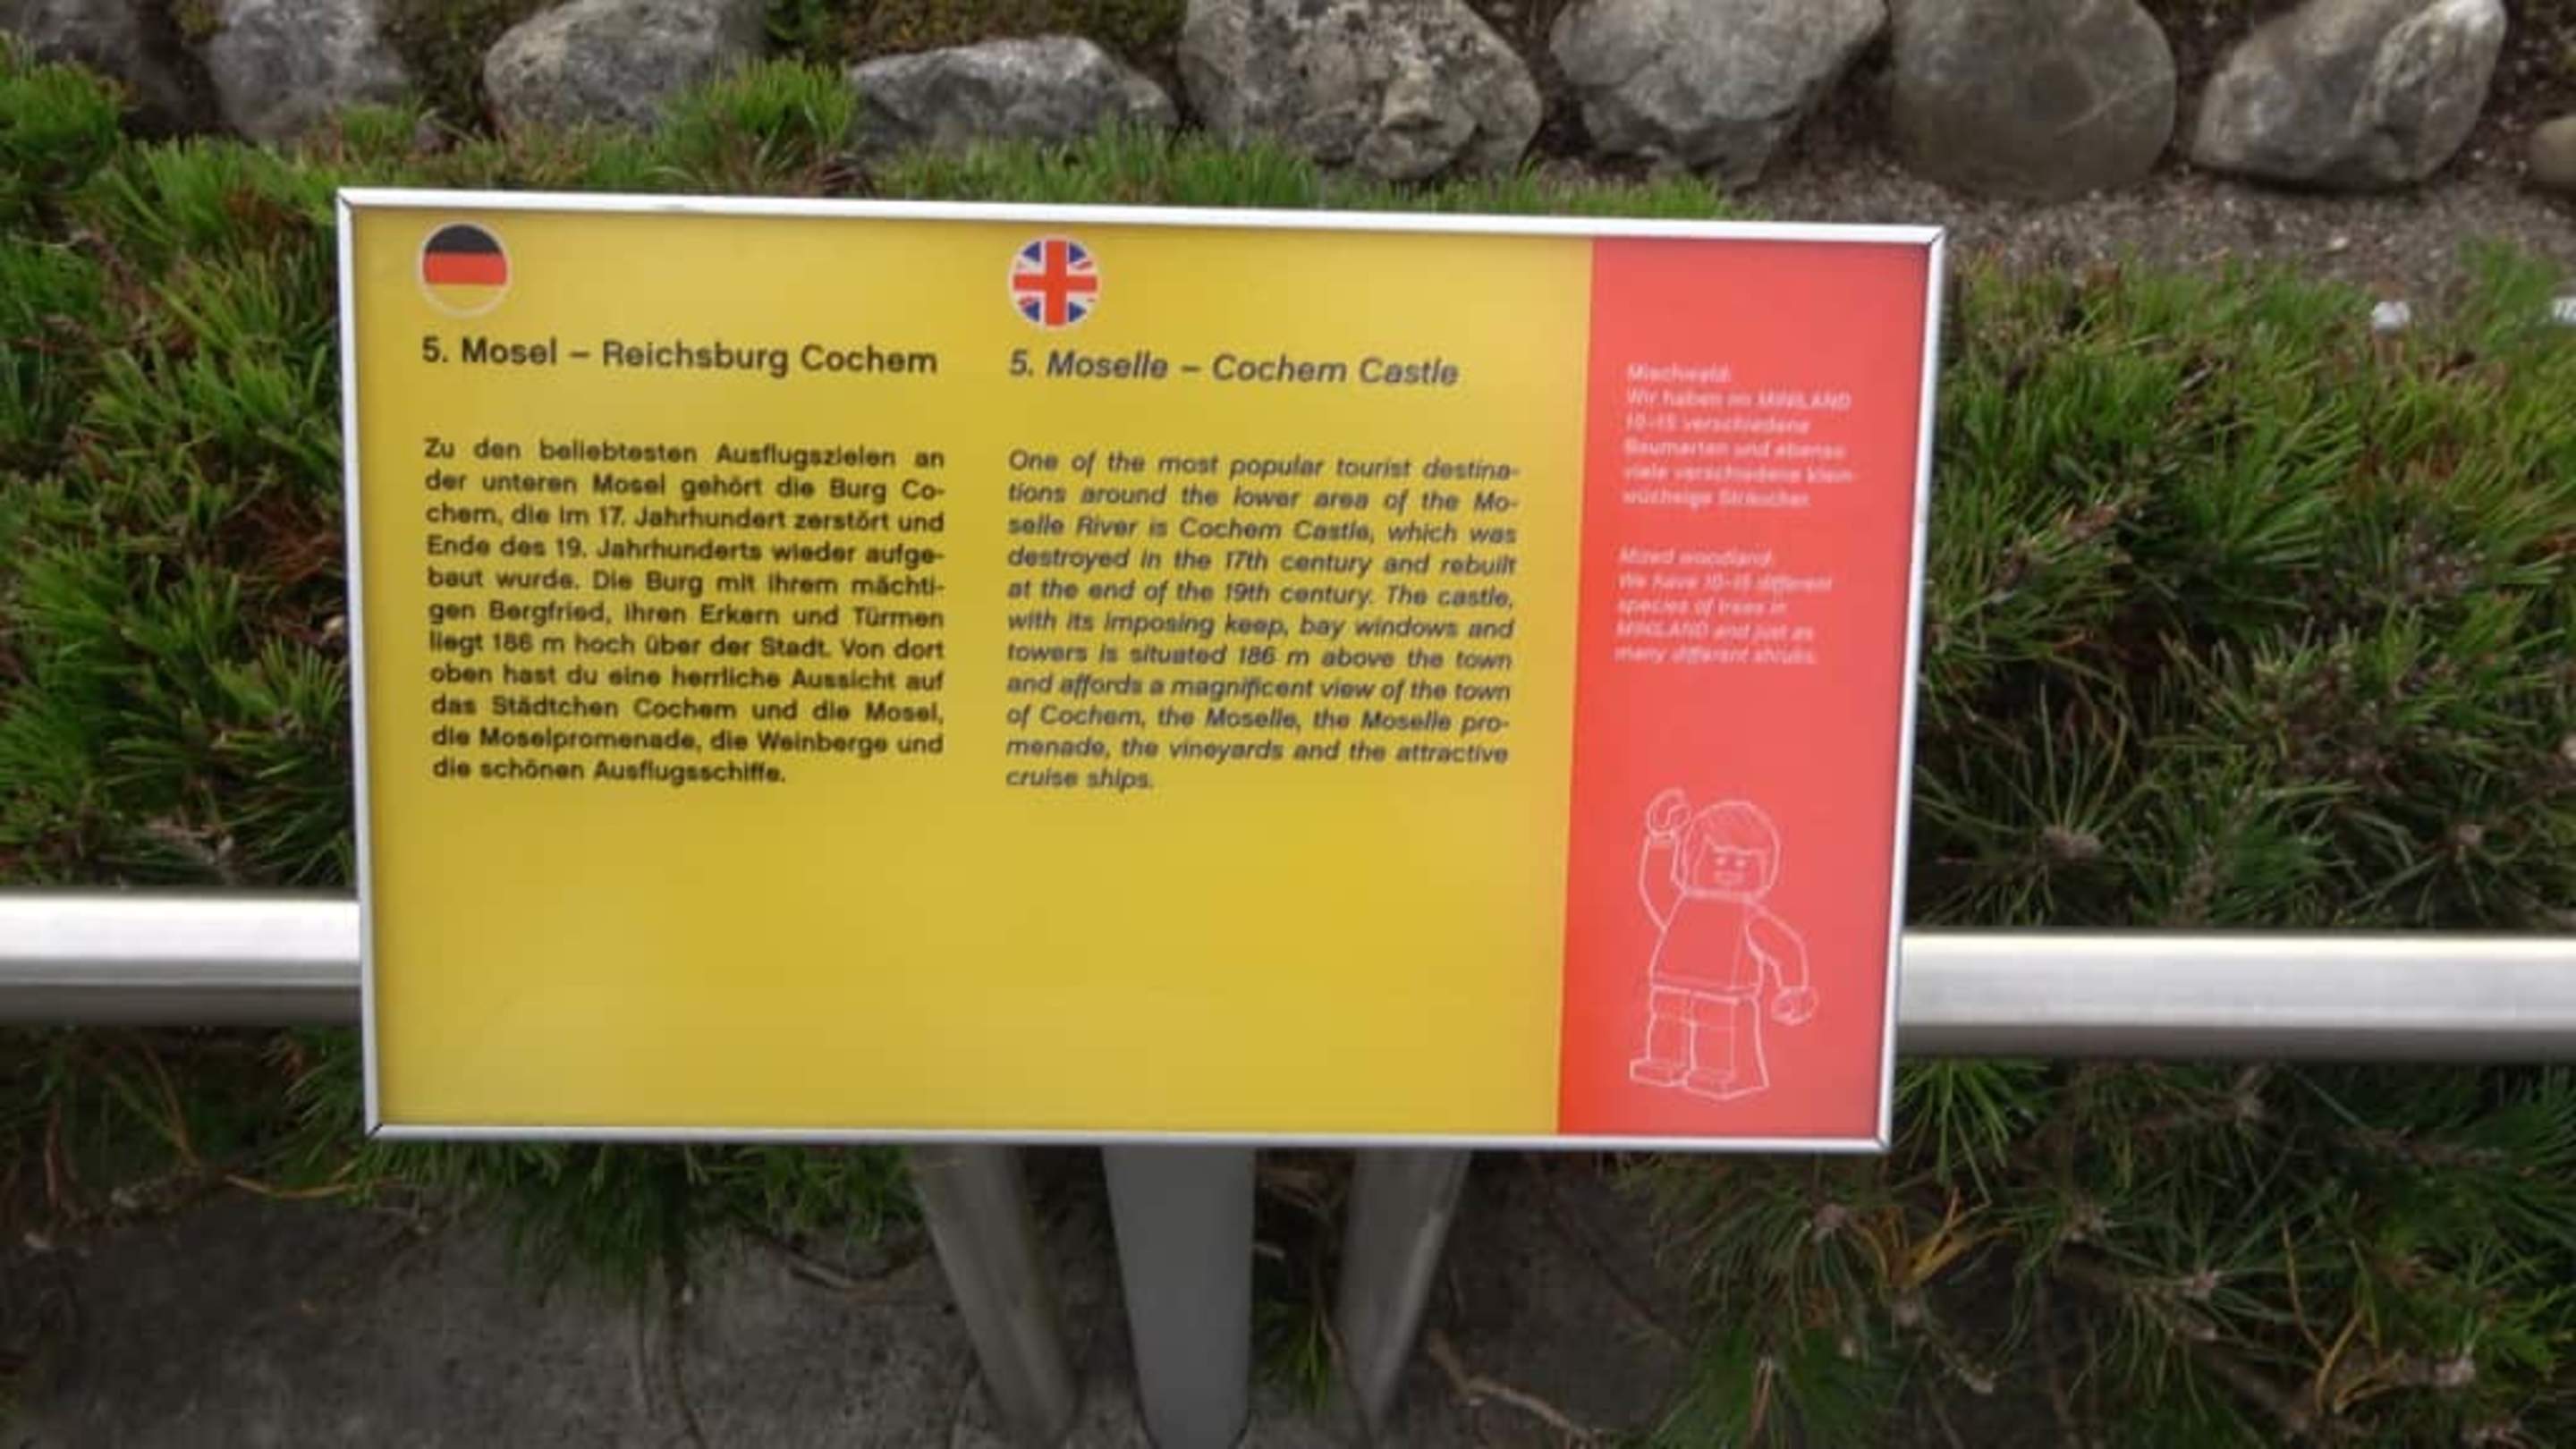 5. Mosel – Reichsburg Cochem
Zu den beliebtesten Ausflugszielen an
der unteren Mosel gehört die Burg Co-
chem, die im 17. Jahrhundert zerstört und
Ende des 19. Jahrhunderts wieder aufge-
baut wurde. Die Burg mit ihrem mächti-
gen Bergfried, ihren Erkern und Türmen
liegt 186 m hoch über der Stadt. Von dort
oben hast du eine herrliche Aussicht auf
das Städtchen Cochem und die Mosel,
die Moselpromenade, die Weinberge und
die schönen Ausflugsschiffe.
5. Moselle – Cochem Castle
One of the most popular tourist destina-
tions around the lower area of the Mo-
selle River is Cochem Castle, which was
destroyed in the 17th century and rebuilt
at the end of the 19th century. The castle,
with its imposing keep, bay windows and
towers is situated 186 m above the town
and affords a magnificent view of the town
of Cochem, the Moselle, the Moselle pro-
menade, the vineyards and the attractive
cruise ships.
Mischwald:
Wir haben im MINILAND
10-15 verschiedene
Baumarten und ebenso
viele verschiedene klein-
wüchsige Sträucher.
Mixed woodland:
We have 10-15 different
species of trees in
MINILAND and just as
many different shrubs.